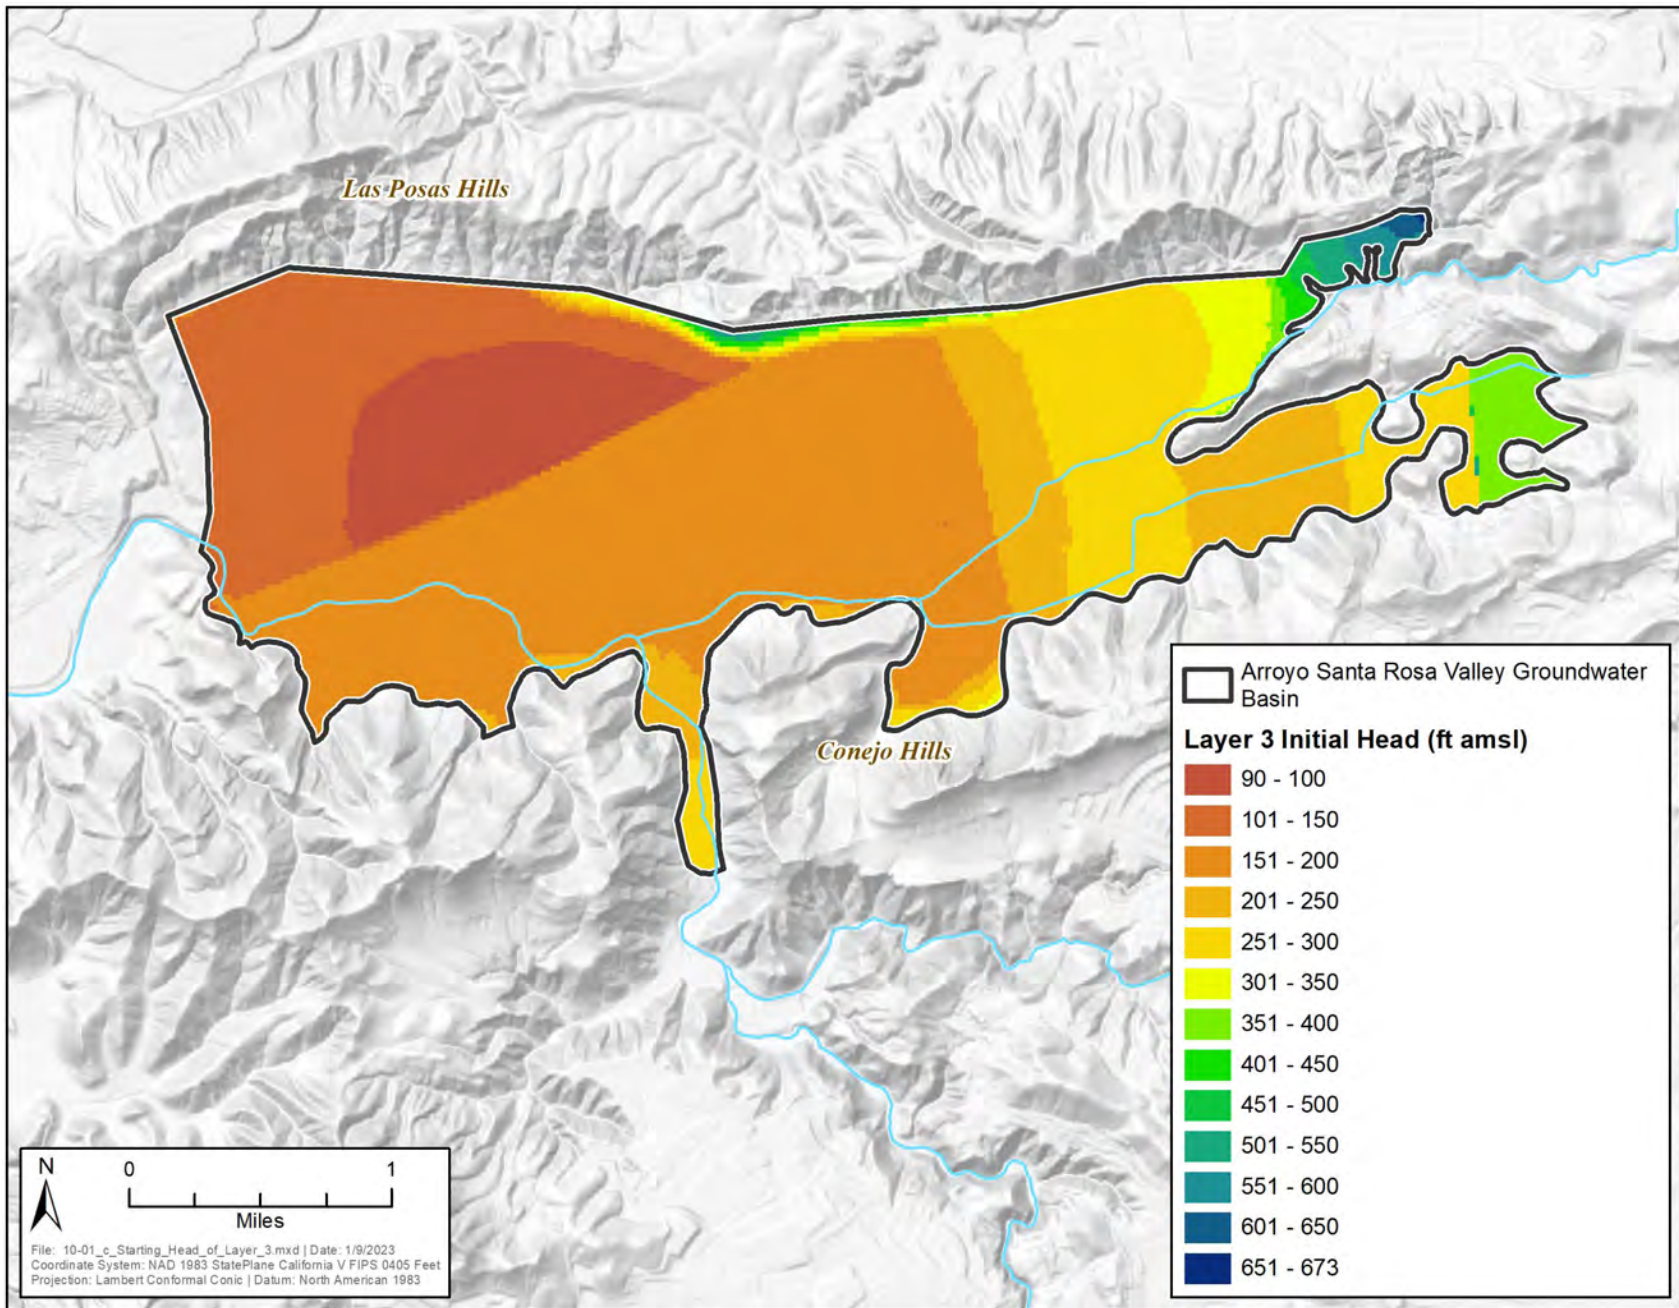 Las Posas Hills
Conejo Hills
Arroyo Santa Rosa Valley Groundwater
Basin
Layer 3 Initial Head (ft amsl)
90 - 100
101 - 150
151 - 200
201 - 250
251 - 300
301 - 350
351 - 400
401 - 450
451 - 500
501 - 550
551 - 600
601 - 650
651 - 673
N
0 1
Miles
File: 10-01_c_Starting_Head_of_Layer_3.mxd | Date: 1/9/2023
Coordinate System: NAD 1983 StatePlane California V FIPS 0405 Feet
Projection: Lambert Conformal Conic | Datum: North American 1983